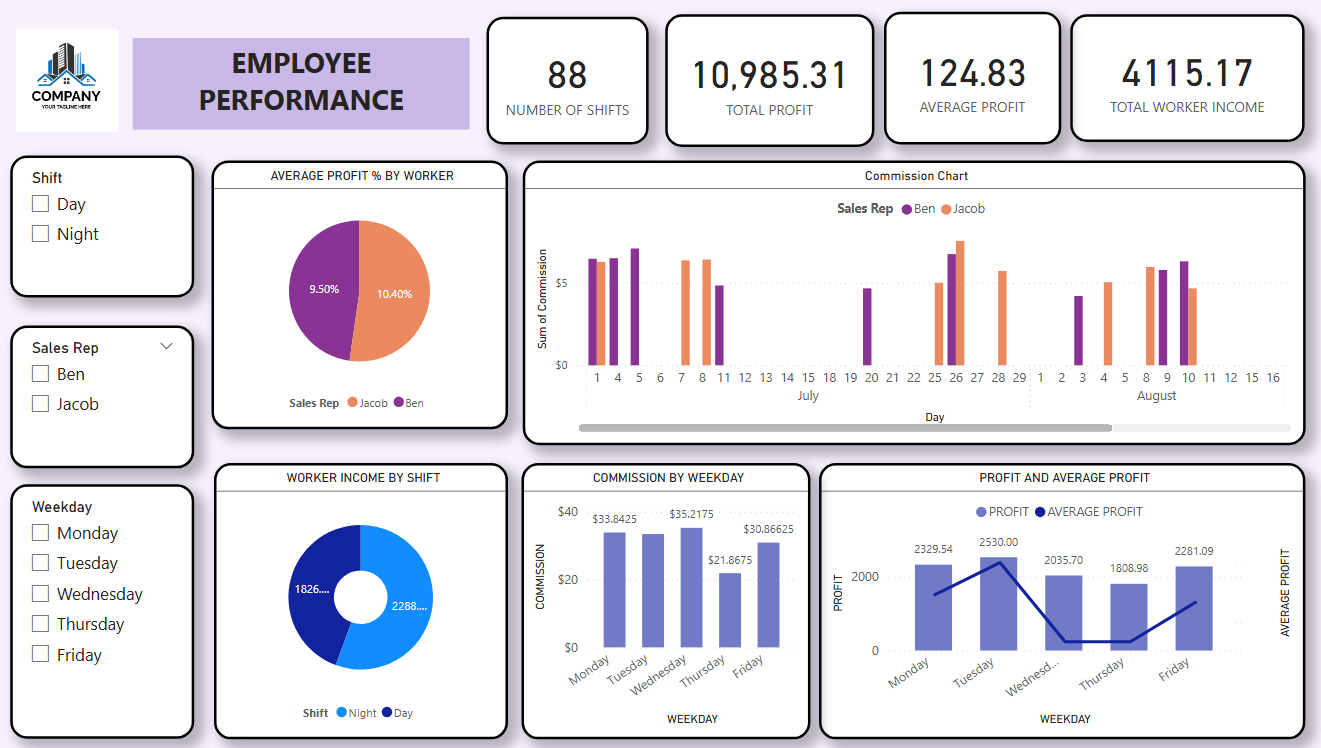 COMPANY
YOUR TAGLINE HERE
EMPLOYEE
PERFORMANCE
88
NUMBER OF SHIFTS
10,985.31
TOTAL PROFIT
124.83
AVERAGE PROFIT
4115.17
TOTAL WORKER INCOME
Shift
Day
Night
Sales Rep
Ben
Jacob
Weekday
Monday
Tuesday
Wednesday
Thursday
Friday
AVERAGE PROFIT % BY WORKER
9.50%
10.40%
Sales Rep Jacob Ben
Commission Chart
Sales Rep Ben Jacob
Sum of Commission
$5
$0
1 4 5 6 7 8 11 12 13 14 15 18 19 20 21 22 25 26 27 28 29 1 2 3 4 5 8 9 10 11 12 15 16
July August
Day
WORKER INCOME BY SHIFT
1826....
2288....
Shift Night Day
COMMISSION BY WEEKDAY
COMMISSION
$40
$20
$0
$33.8425
$35.2175
$21.8675
$30.86625
Monday
Tuesday
Wednesday
Thursday
Friday
WEEKDAY
PROFIT AND AVERAGE PROFIT
PROFIT AVERAGE PROFIT
PROFIT
2000
0
2329.54
2530.00
2035.70
1808.98
2281.09
AVERAGE PROFIT
Monday
Tuesday
Wednesd...
Thursday
Friday
WEEKDAY